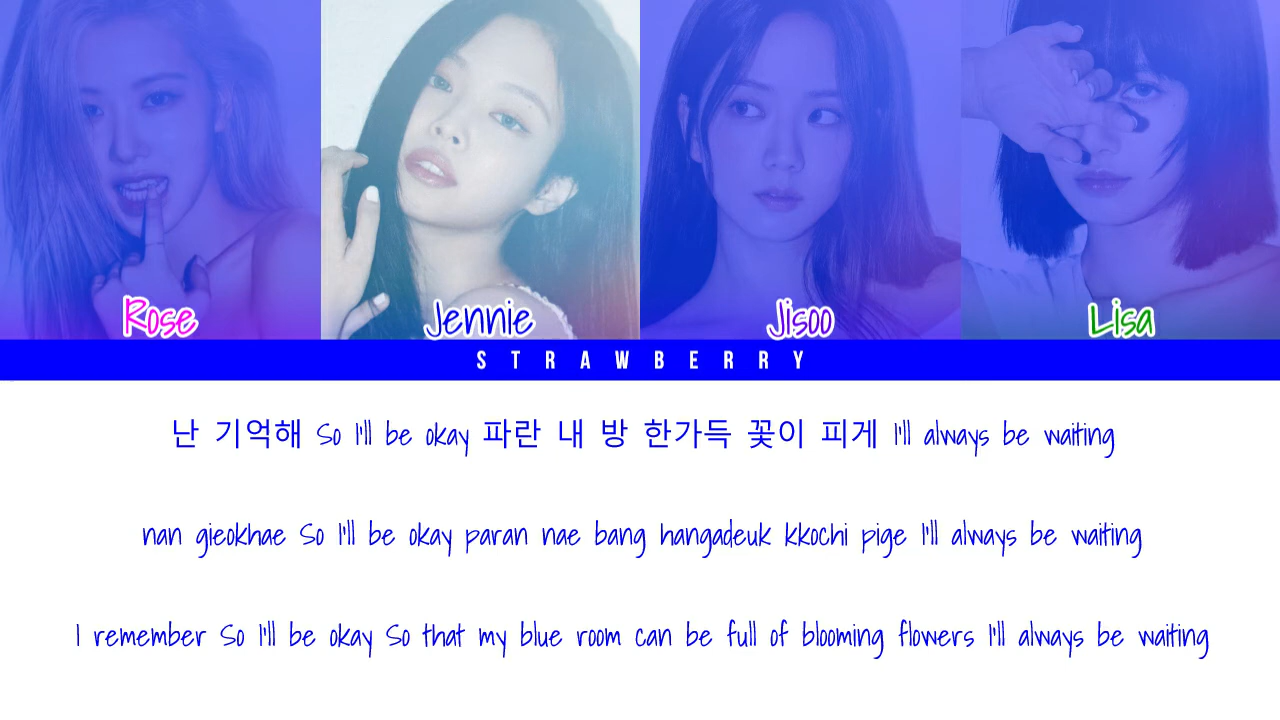 Rose
Jennie
Jisoo
Lisa
STRAWBERRY
난 기억해 So I'll be okay 파란 내 방 한가득 꽃이 피게 I'll always be waiting
nan gieokhae So I'll be okay paran nae bang hangadeuk kkochi pige I'll always be waiting
I remember So I'll be okay So that my blue room can be full of blooming flowers I'll always be waiting